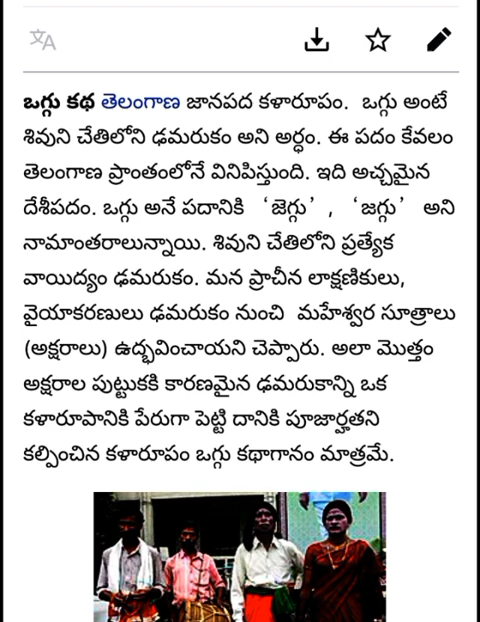 ఒగ్గు కథ తెలంగాణ జానపద కళారూపం. ఒగ్గు అంటే
శివుని చేతిలోని ఢమరుకం అని అర్ధం. ఈ పదం కేవలం
తెలంగాణ ప్రాంతంలోనే వినిపిస్తుంది. ఇది అచ్చమైన
దేశీపదం. ఒగ్గు అనే పదానికి ‘జెగ్గు’ , ‘జగ్గు’ అని
నామాంతరాలున్నాయి. శివుని చేతిలోని ప్రత్యేక
వాయిద్యం ఢమరుకం. మన ప్రాచీన లాక్షణికులు,
వైయాకరణులు ఢమరుకం నుంచి మహేశ్వర సూత్రాలు
(అక్షరాలు) ఉద్భవించాయని చెప్పారు. అలా మొత్తం
అక్షరాల పుట్టుకకి కారణమైన ఢమరుకాన్ని ఒక
కళారూపానికి పేరుగా పెట్టి దానికి పూజార్హతని
కల్పించిన కళారూపం ఒగ్గు కథాగానం మాత్రమే.